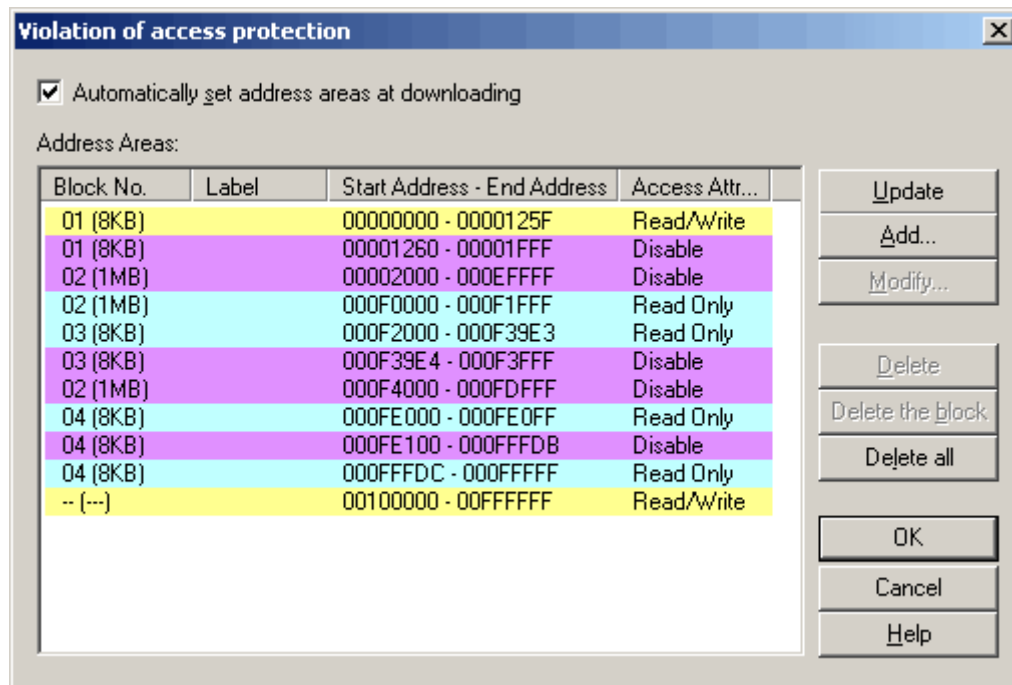 Violation of access protection
Automatically set address areas at downloading
Address Areas:
Block No. Label Start Address - End Address Access Attr...
01 (8KB) 00000000 - 0000125F Read/Write
01 (8KB) 00001260 - 00001FFF Disable
02 (1MB) 00002000 - 000EFFFF Disable
02 (1MB) 000F0000 - 000F1FFF Read Only
03 (8KB) 000F2000 - 000F39E3 Read Only
03 (8KB) 000F39E4 - 000F3FFF Disable
02 (1MB) 000F4000 - 000FDFFF Disable
04 (8KB) 000FE000 - 000FE0FF Read Only
04 (8KB) 000FE100 - 000FFFDB Disable
04 (8KB) 000FFFDC - 000FFFFF Read Only
-- (---) 00100000 - 00FFFFFF Read/Write
Update
Add...
Modify...
Delete
Delete the block
Delete all
OK
Cancel
Help